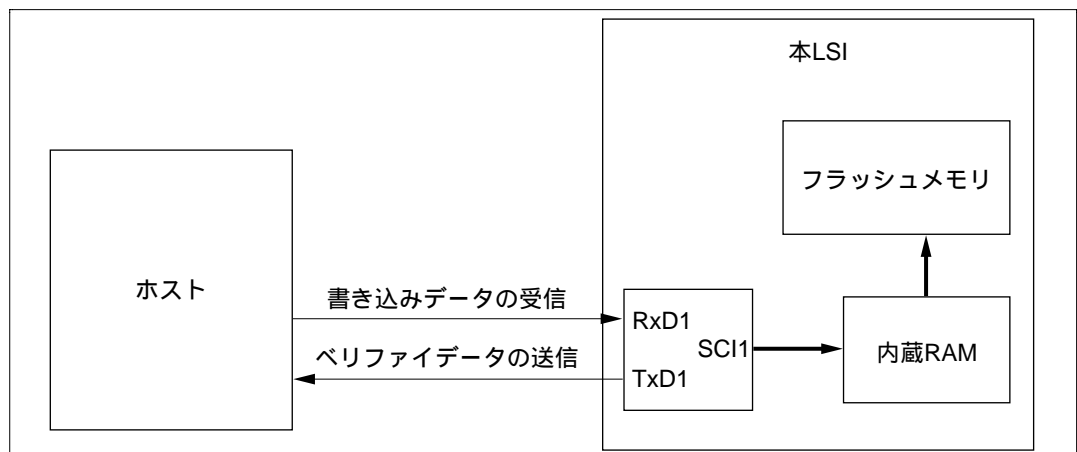 本LSI
フラッシュメモリ
ホスト
書き込みデータの受信
RxD1
SCI1
内蔵RAM
ベリファイデータの送信
TxD1